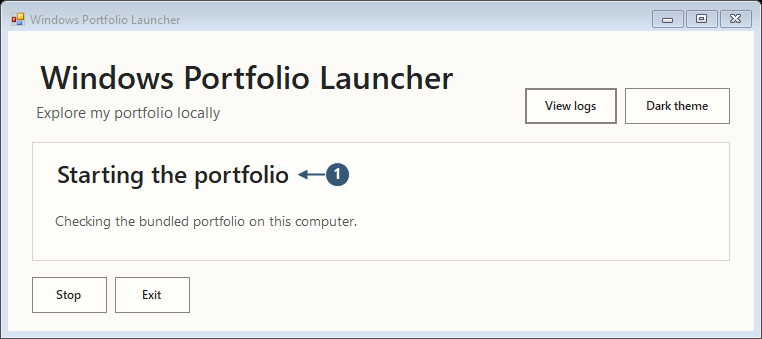 Windows Portfolio Launcher
Windows Portfolio Launcher
Explore my portfolio locally
View logs
Dark theme
Starting the portfolio
1
Checking the bundled portfolio on this computer.
Stop
Exit